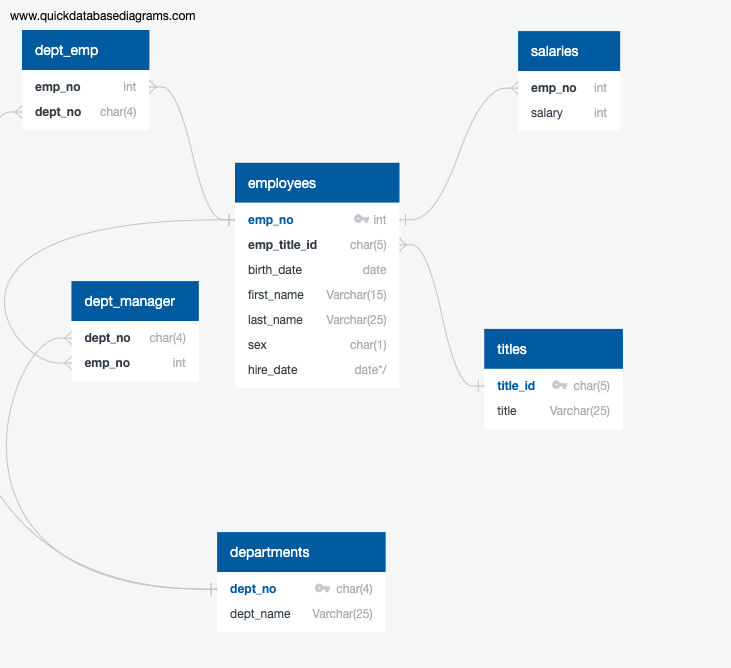 www.quickdatabasediagrams.com
dept_emp
emp_no int
dept_no char(4)
salaries
emp_no int
salary int
employees
emp_no int
emp_title_id char(5)
birth_date date
first_name Varchar(15)
last_name Varchar(25)
sex char(1)
hire_date date*/
dept_manager
dept_no char(4)
emp_no int
titles
title_id char(5)
title Varchar(25)
departments
dept_no char(4)
dept_name Varchar(25)